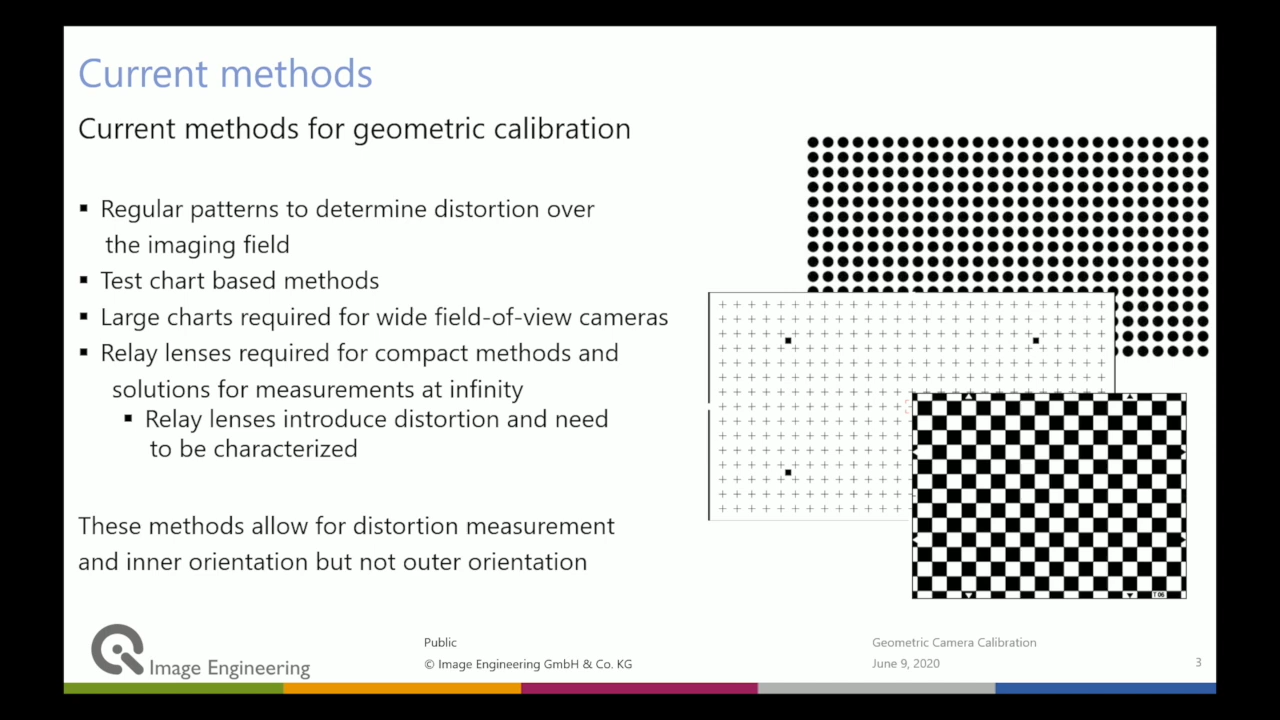 Current methods
Current methods for geometric calibration
▪ Regular patterns to determine distortion over
the imaging field
▪ Test chart based methods
▪ Large charts required for wide field-of-view cameras
▪ Relay lenses required for compact methods and
solutions for measurements at infinity
▪ Relay lenses introduce distortion and need
to be characterized
These methods allow for distortion measurement
and inner orientation but not outer orientation
T 06
Image Engineering
Public
© Image Engineering GmbH & Co. KG
Geometric Camera Calibration
June 9, 2020
3